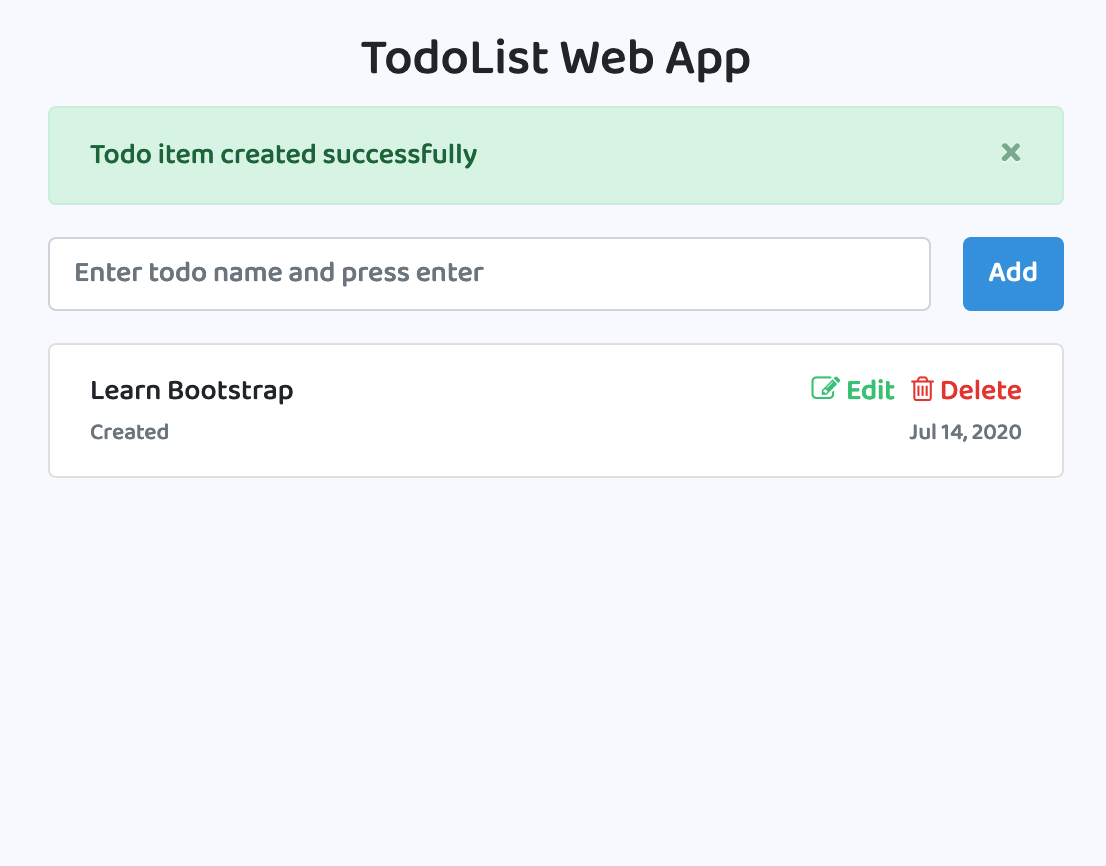 TodoList Web App
Todo item created successfully ×
Enter todo name and press enter Add
Learn Bootstrap Edit Delete
Created Jul 14, 2020